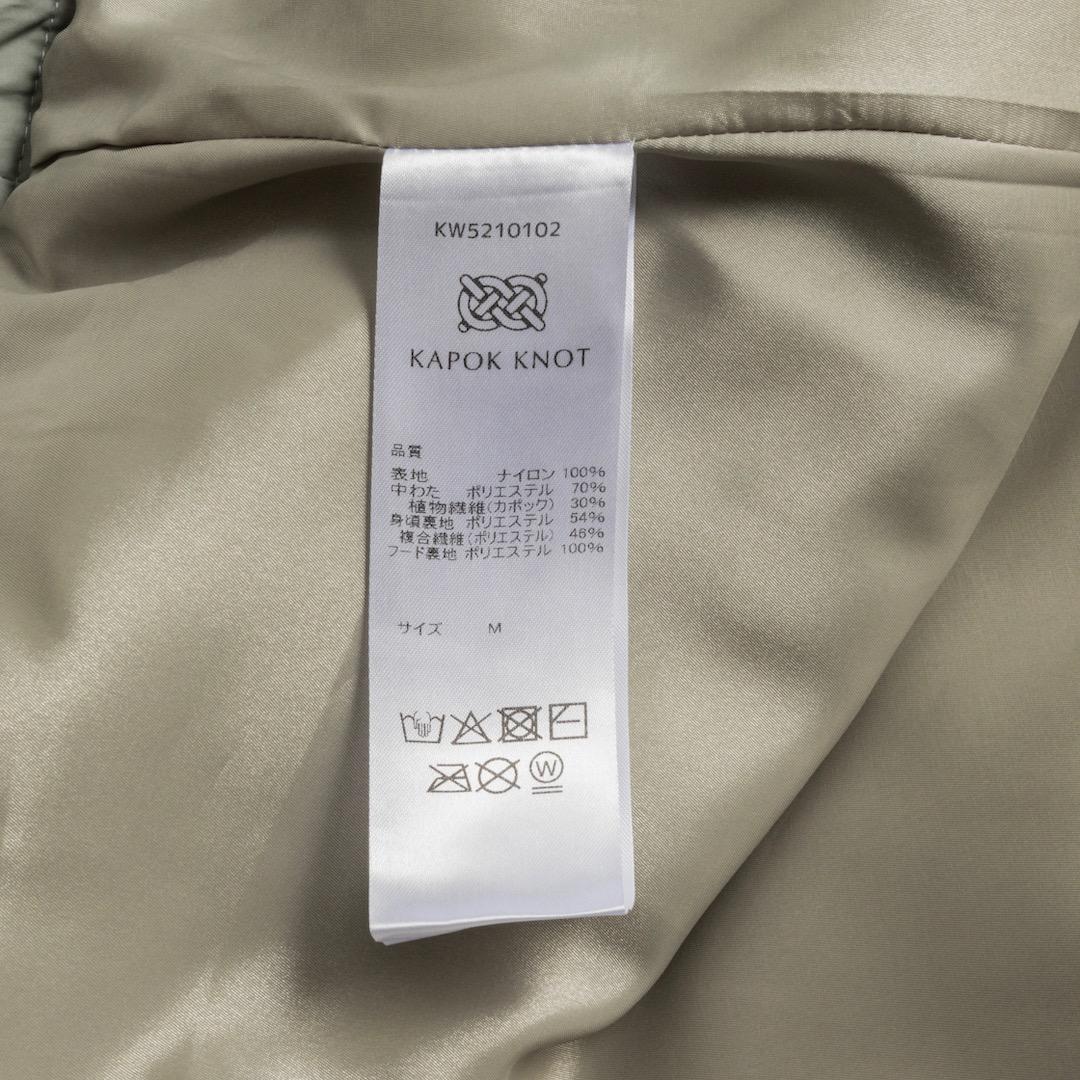 KW5210102
KAPOK KNOT
品質
表地 ナイロン 100%
中わた ポリエステル 70%
植物繊維(カポック) 30%
身頃裏地 ポリエステル 54%
複合繊維(ポリエステル) 46%
フード裏地 ポリエステル 100%
サイズ M
W